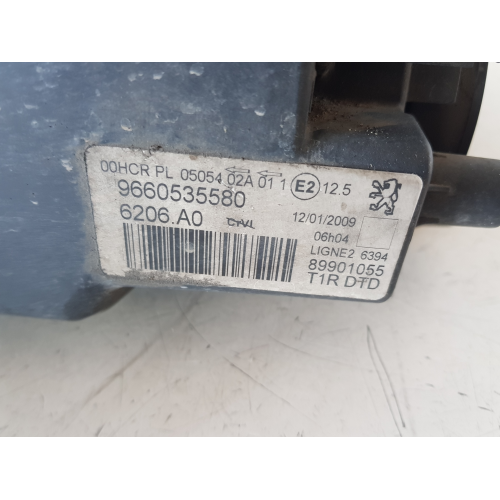 00HCR PL 05054 02A 01 1 E2 12.5
9660535580
6206.A0
12/01/2009
06h04
LIGNE2 6394
89901055
T1R DTD